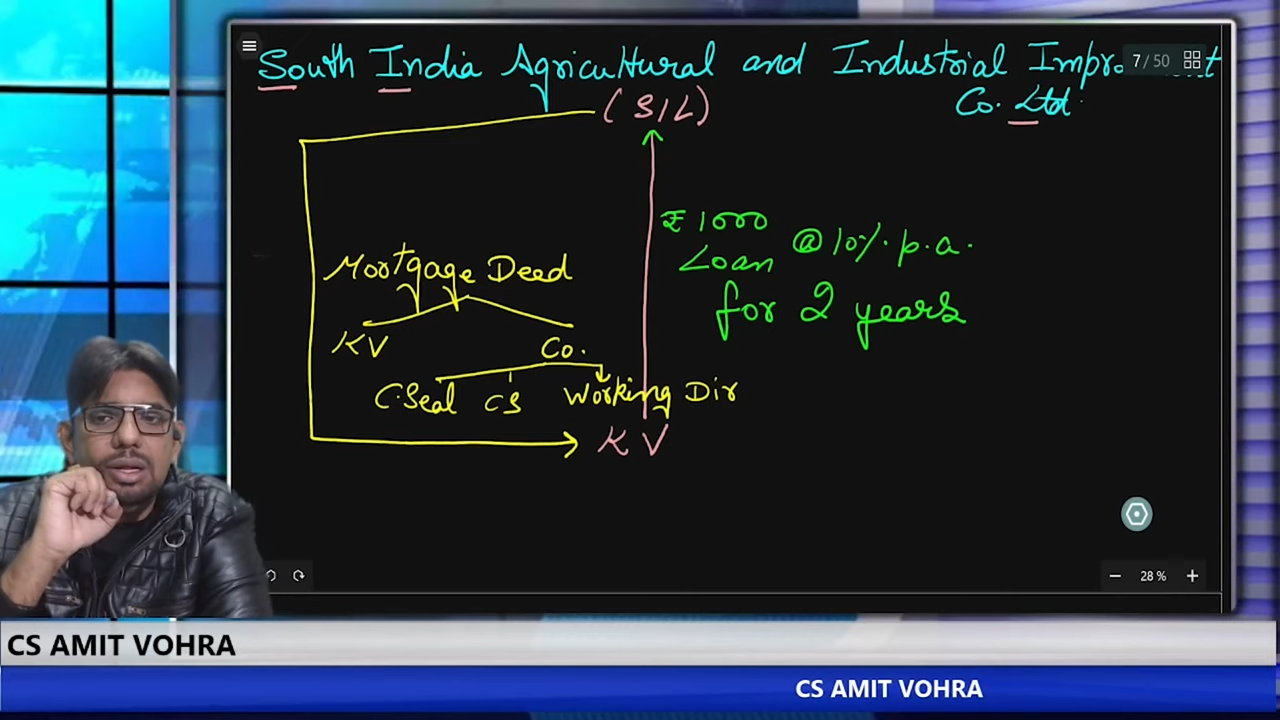 South India Agricultural and Industrial
Co. Ltd.
7 / 50
(SIL)
₹ 1000
Loan @ 10% p.a.
for 2 years
Mortgage Deed
KV Co.
C.Seal CS Working Dir
KV
28 %
CS AMIT VOHRA
CS AMIT VOHRA